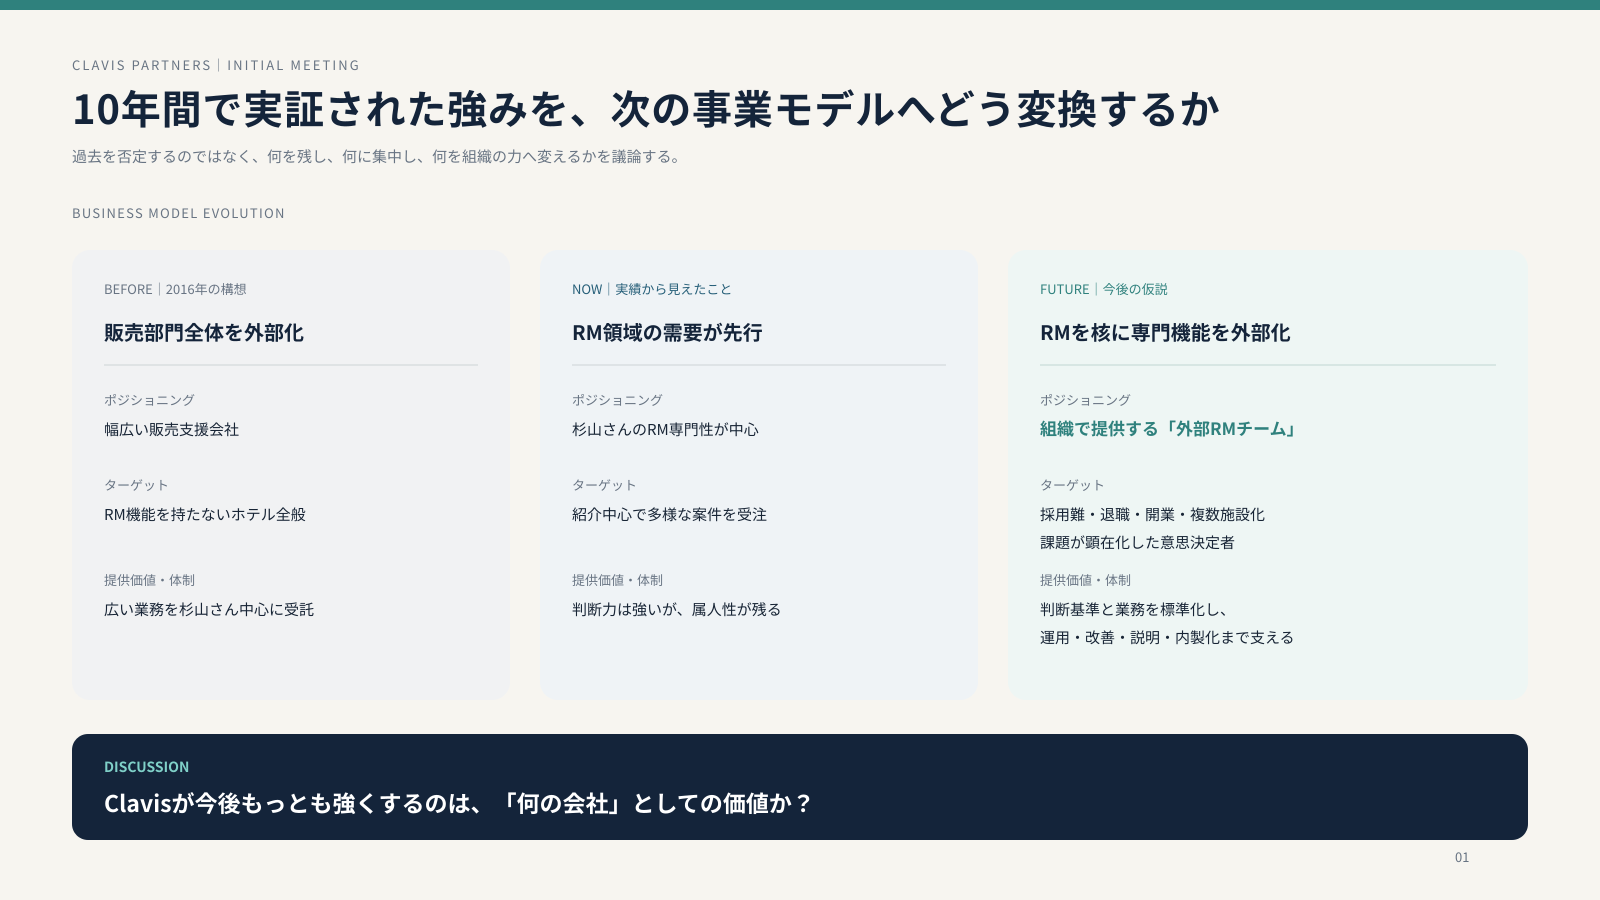 CLAVIS PARTNERS｜INITIAL MEETING
10年間で実証された強みを、次の事業モデルへどう変換するか
過去を否定するのではなく、何を残し、何に集中し、何を組織の力へ変えるかを議論する。
BUSINESS MODEL EVOLUTION
BEFORE｜2016年の構想
販売部門全体を外部化
ポジショニング
幅広い販売支援会社
ターゲット
RM機能を持たないホテル全般
提供価値・体制
広い業務を杉山さん中心に受託
NOW｜実績から見えたこと
RM領域の需要が先行
ポジショニング
杉山さんのRM専門性が中心
ターゲット
紹介中心で多様な案件を受注
提供価値・体制
判断力は強いが、属人性が残る
FUTURE｜今後の仮説
RMを核に専門機能を外部化
ポジショニング
組織で提供する「外部RMチーム」
ターゲット
採用難・退職・開業・複数施設化
課題が顕在化した意思決定者
提供価値・体制
判断基準と業務を標準化し、
運用・改善・説明・内製化まで支える
DISCUSSION
Clavisが今後もっとも強くするのは、「何の会社」としての価値か？
01